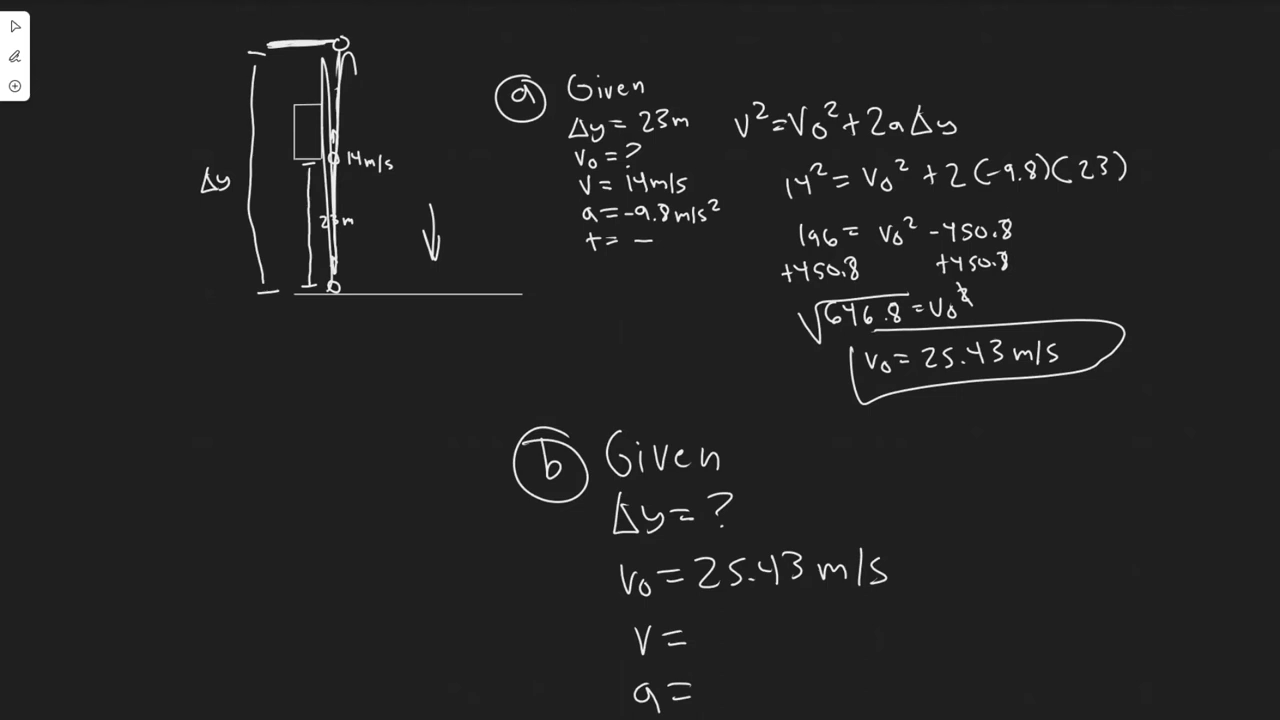 Δy
14m/s
23m
a Given
Δy = 23m
v₀ = ?
v = 14m/s
a = -9.8m/s²
t = —
v² = v₀² + 2aΔy
14² = v₀² + 2(-9.8)(23)
196 = v₀² - 450.8
+450.8 +450.8
√646.8 = v₀²
v₀ = 25.43 m/s
b Given
Δy = ?
v₀ = 25.43 m/s
v =
a =